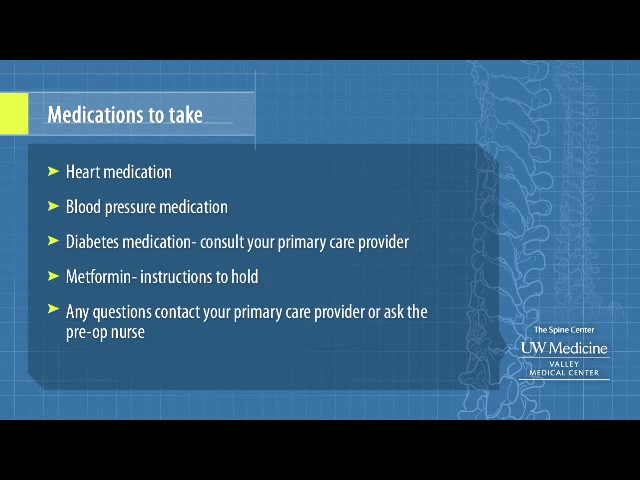 Medications to take
Heart medication
Blood pressure medication
Diabetes medication- consult your primary care provider
Metformin- instructions to hold
Any questions contact your primary care provider or ask the
pre-op nurse
The Spine Center
UW Medicine
VALLEY
MEDICAL CENTER